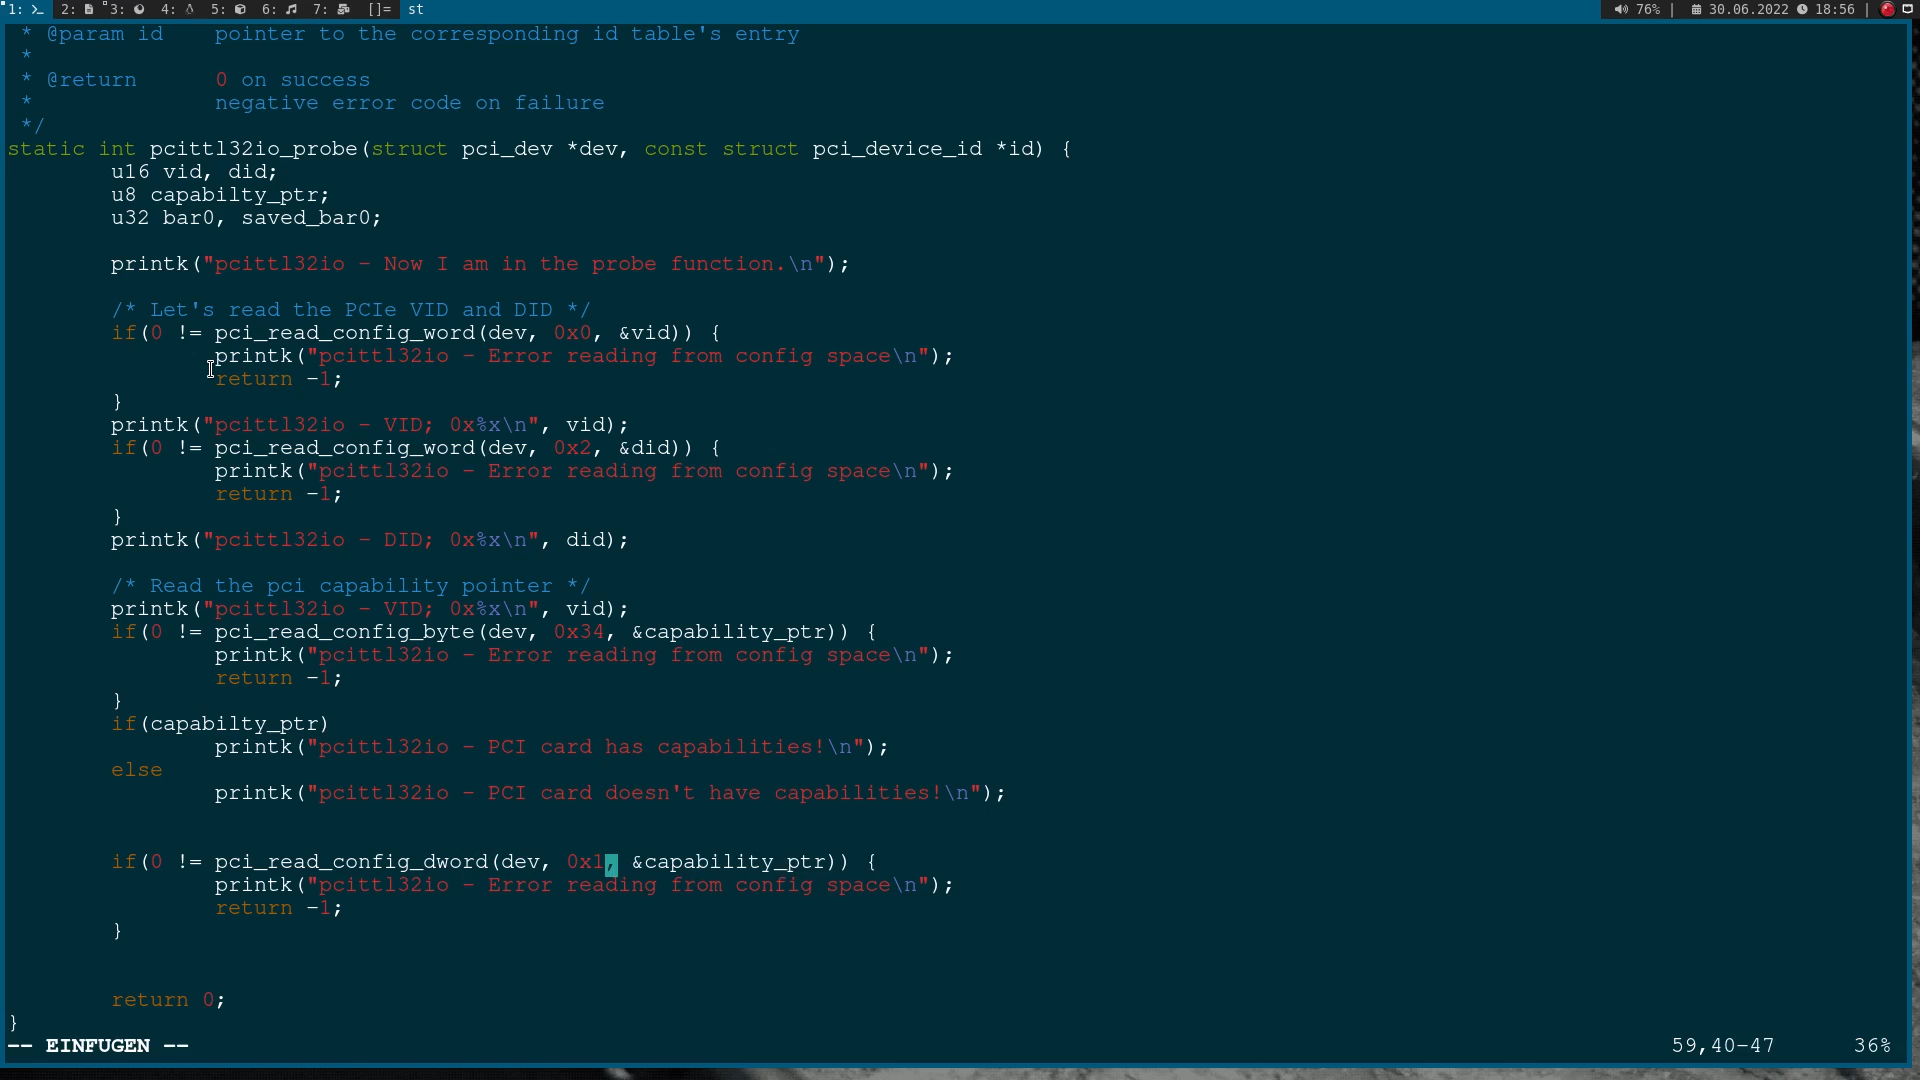 1: 2: 3: 4: 5: 6: 7: []= st 76% | 30.06.2022 18:56 |
* @param id    pointer to the corresponding id table's entry
*
* @return      0 on success
*              negative error code on failure
*/
static int pcittl32io_probe(struct pci_dev *dev, const struct pci_device_id *id) {
        u16 vid, did;
        u8 capabilty_ptr;
        u32 bar0, saved_bar0;
        printk("pcittl32io - Now I am in the probe function.\n");
        /* Let's read the PCIe VID and DID */
        if(0 != pci_read_config_word(dev, 0x0, &vid)) {
                printk("pcittl32io - Error reading from config space\n");
                return -1;
        }
        printk("pcittl32io - VID; 0x%x\n", vid);
        if(0 != pci_read_config_word(dev, 0x2, &did)) {
                printk("pcittl32io - Error reading from config space\n");
                return -1;
        }
        printk("pcittl32io - DID; 0x%x\n", did);
        /* Read the pci capability pointer */
        printk("pcittl32io - VID; 0x%x\n", vid);
        if(0 != pci_read_config_byte(dev, 0x34, &capability_ptr)) {
                printk("pcittl32io - Error reading from config space\n");
                return -1;
        }
        if(capabilty_ptr)
                printk("pcittl32io - PCI card has capabilities!\n");
        else
                printk("pcittl32io - PCI card doesn't have capabilities!\n");
        if(0 != pci_read_config_dword(dev, 0x1, &capability_ptr)) {
                printk("pcittl32io - Error reading from config space\n");
                return -1;
        }
        return 0;
}
-- EINFÜGEN -- 59,40-47 36%